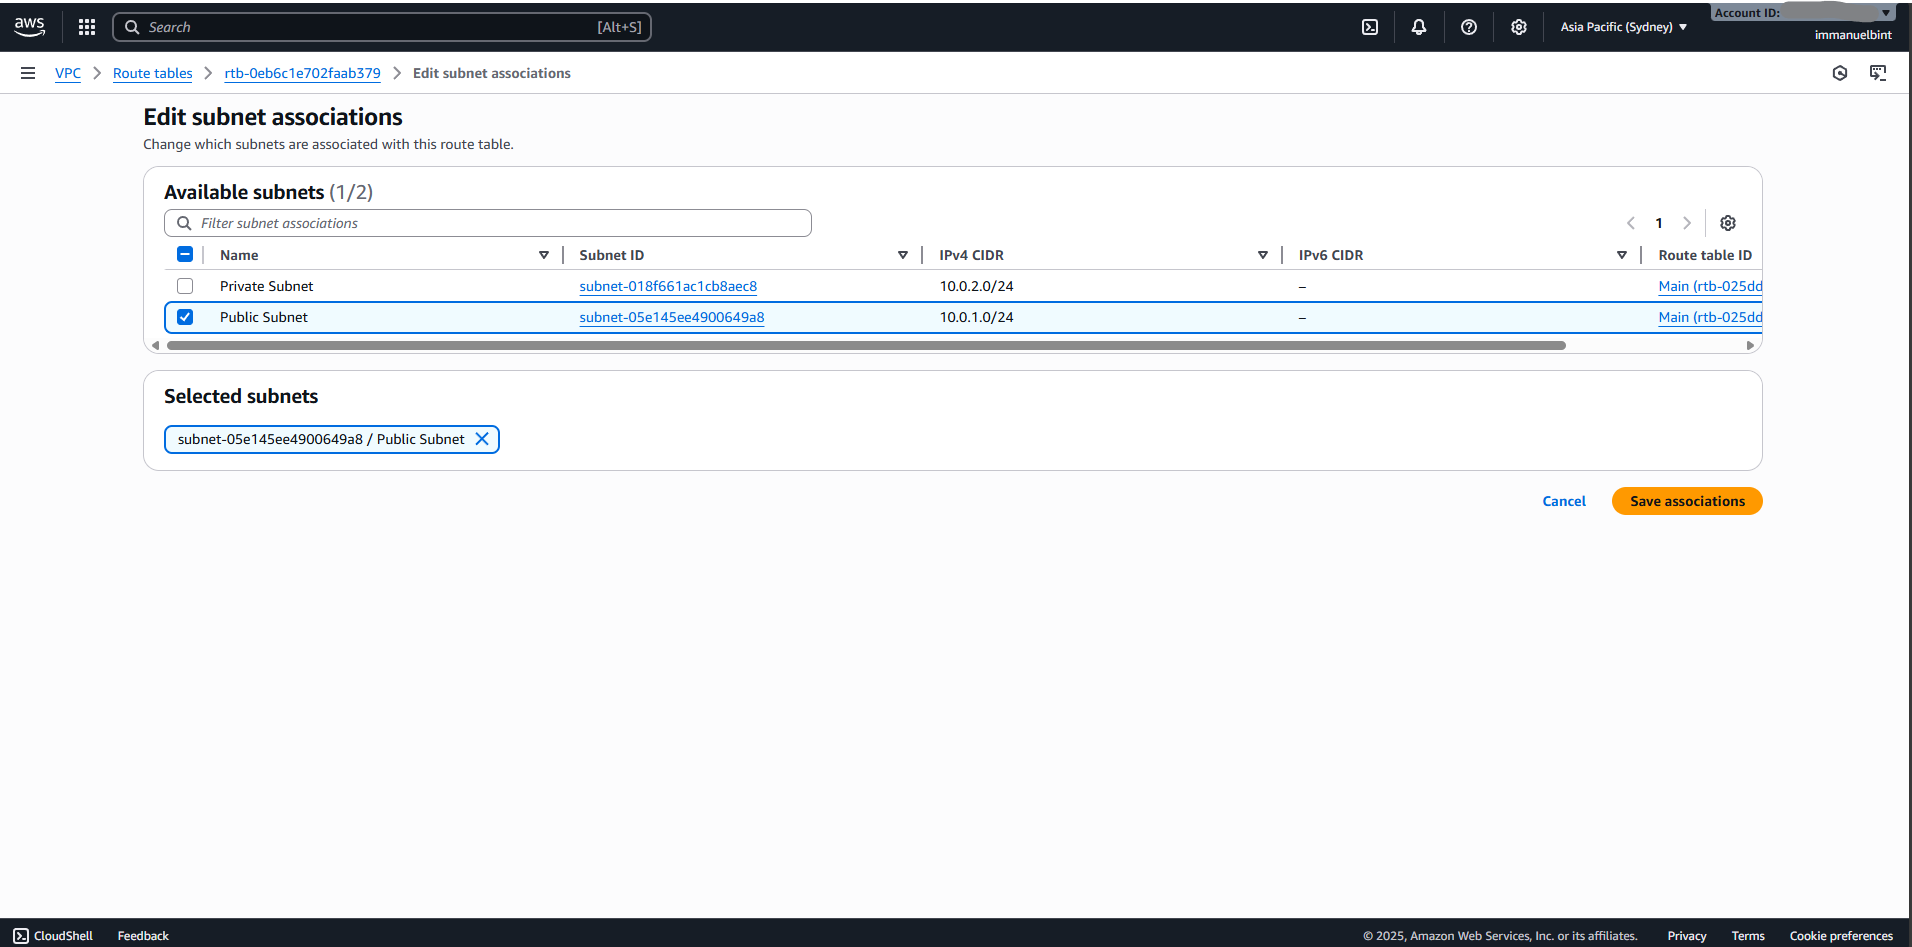 aws
Search [Alt+S]
Asia Pacific (Sydney)
Account ID:
immanuelbint
VPC Route tables rtb-0eb6c1e702faab379 Edit subnet associations
Edit subnet associations
Change which subnets are associated with this route table.
Available subnets (1/2)
Filter subnet associations
1
Name Subnet ID IPv4 CIDR IPv6 CIDR Route table ID
Private Subnet subnet-018f661ac1cb8aec8 10.0.2.0/24 – Main (rtb-025dd
Public Subnet subnet-05e145ee4900649a8 10.0.1.0/24 – Main (rtb-025dd
Selected subnets
subnet-05e145ee4900649a8 / Public Subnet
Cancel Save associations
CloudShell Feedback © 2025, Amazon Web Services, Inc. or its affiliates. Privacy Terms Cookie preferences